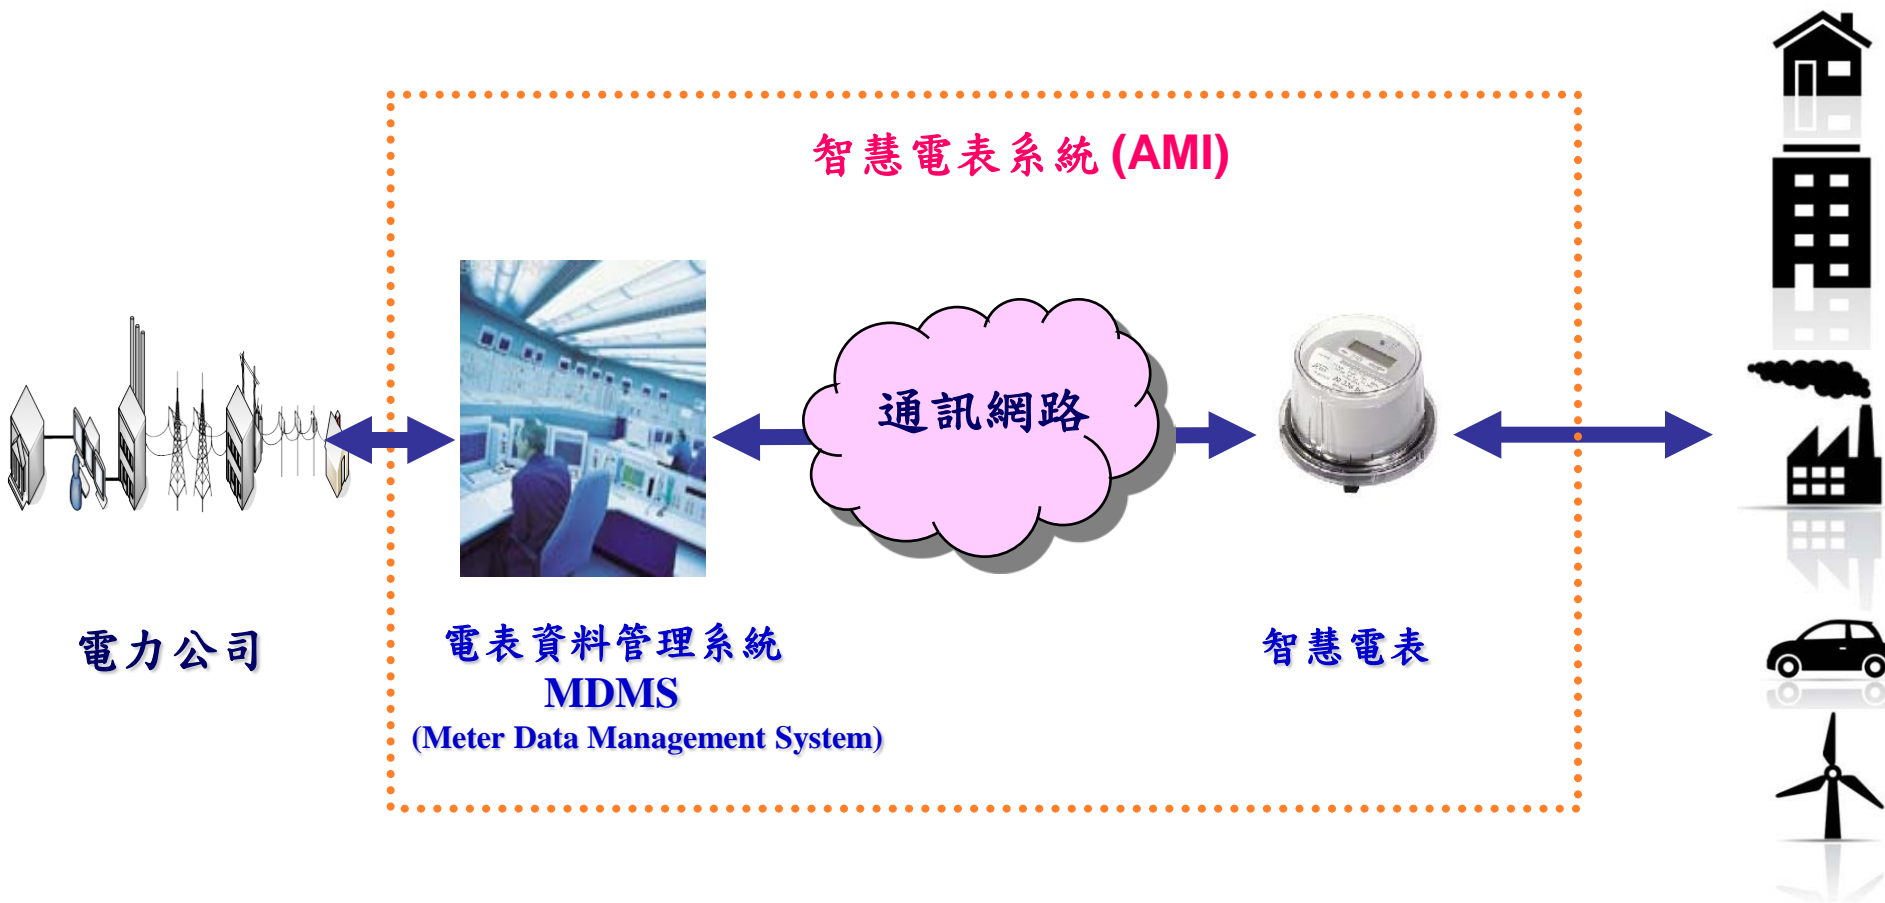 智慧電表系統 (AMI)
通訊網路
電力公司
電表資料管理系統
MDMS
(Meter Data Management System)
智慧電表